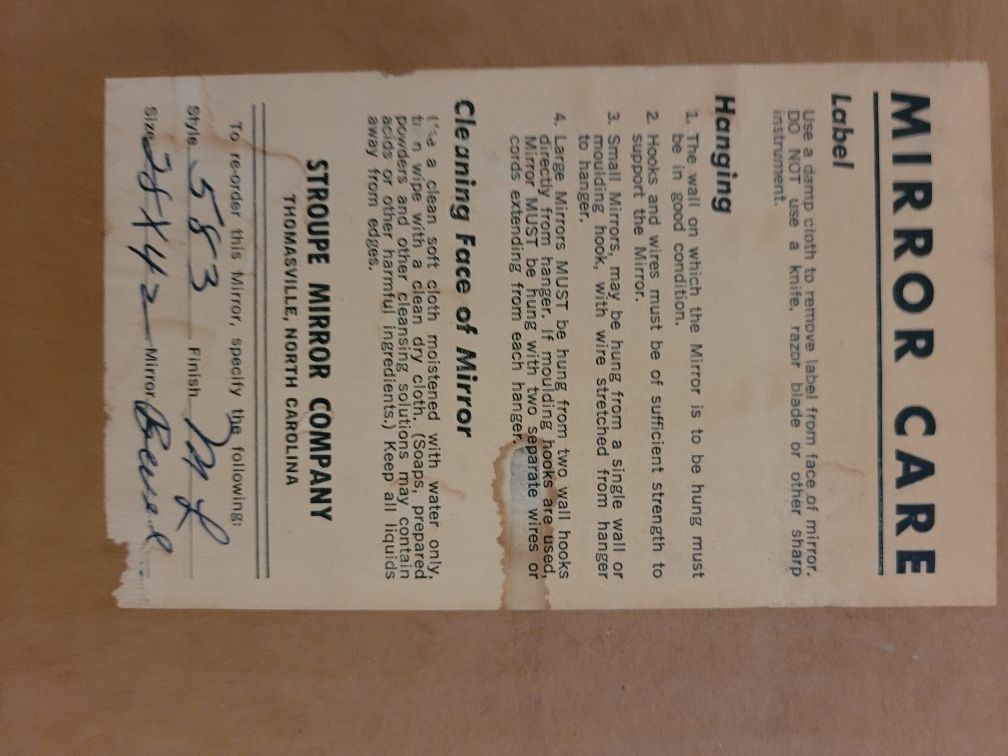 MIRROR CARE
Label
Use a damp cloth to remove label from face of mirror.
DO NOT use a knife, razor blade or other sharp
instrument.
Hanging
1. The wall on which the Mirror is to be hung must
be in good condition.
2. Hooks and wires must be of sufficient strength to
support the Mirror.
3. Small Mirrors, may be hung from a single wall or
moulding hook, with wire stretched from hanger
to hanger.
4. Large Mirrors MUST be hung from two wall hooks
directly from hanger. If moulding hooks are used,
Mirror MUST be hung with two separate wires or
cords extending from each hanger.
Cleaning Face of Mirror
a clean soft cloth moistened with water only,
wipe with a clean dry cloth. (Soaps, prepared
powders and other cleansing solutions may contain
acids or other harmful ingredients.) Keep all liquids
away from edges.
STROUPE MIRROR COMPANY
THOMASVILLE, NORTH CAROLINA
To re-order this Mirror, specify the following:
Style 583 Finish
Size 28X42 Mirror